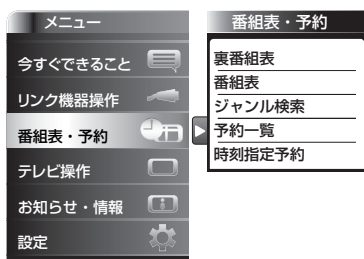 メニュー
今すぐできること
リンク機器操作
番組表・予約
テレビ操作
お知らせ・情報
設定
番組表・予約
裏番組表
番組表
ジャンル検索
予約一覧
時刻指定予約